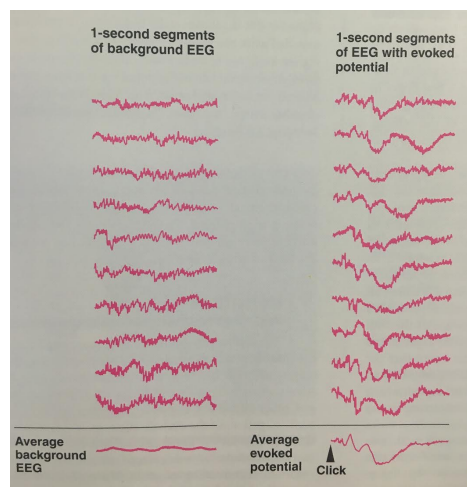 1-second segments
of background EEG
1-second segments
of EEG with evoked
potential
Average
background
EEG
Average
evoked
potential
Click